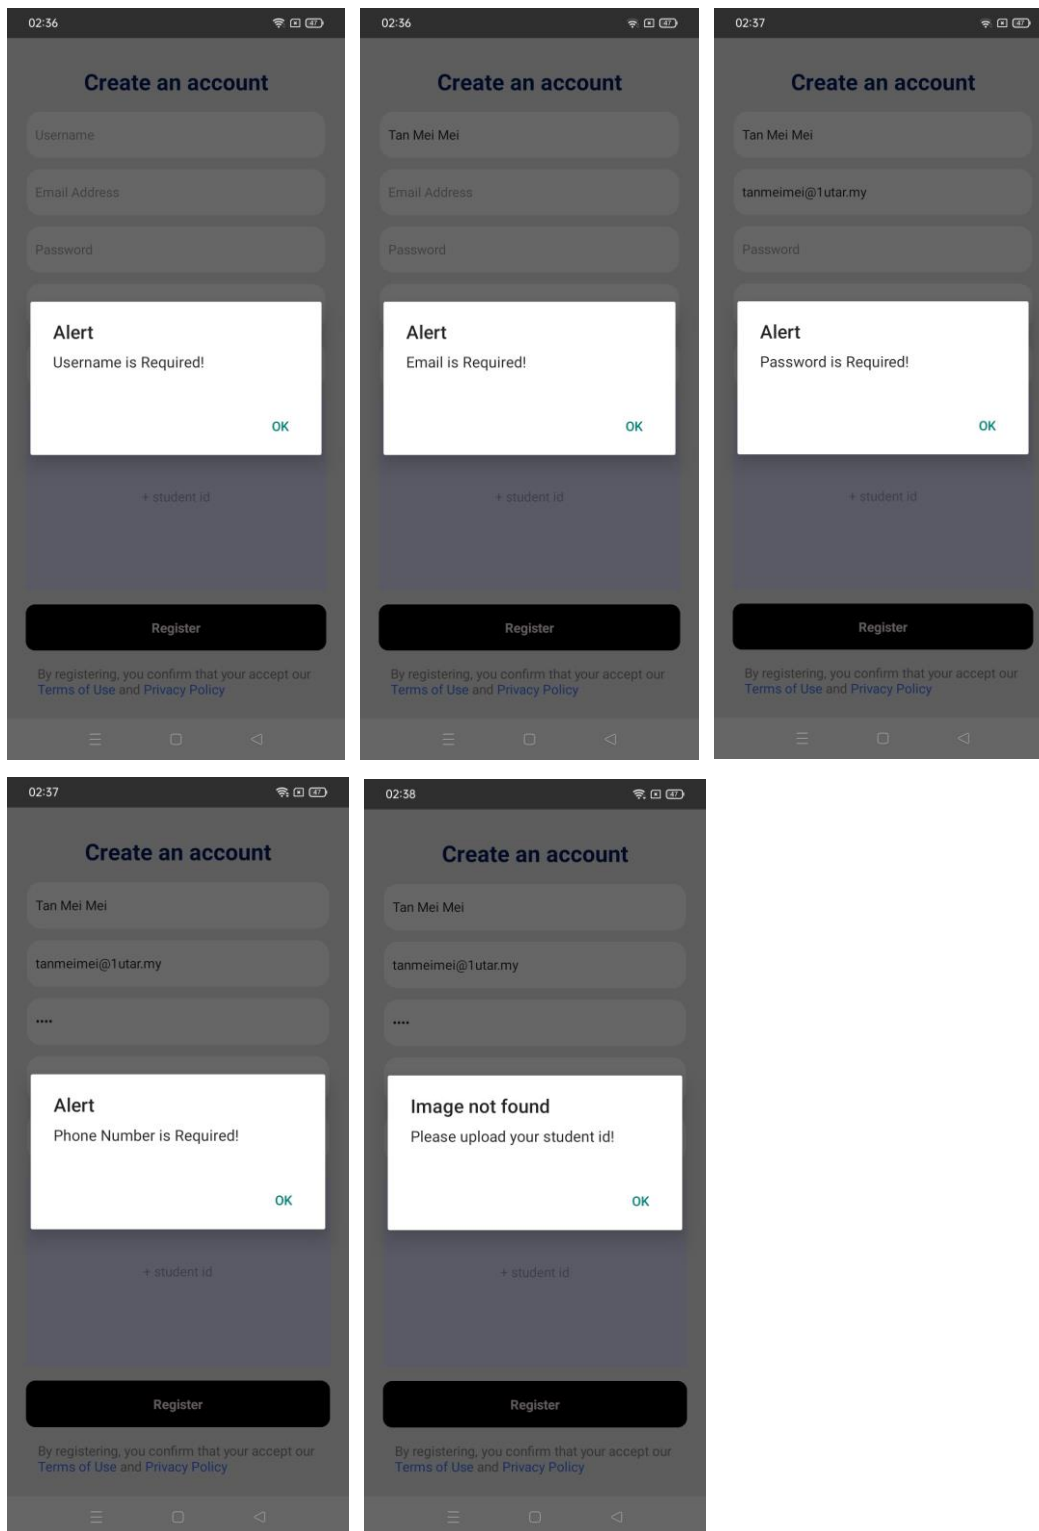 02:36
47
Create an account
Username
Email Address
Password
Alert
Username is Required!
OK
+ student id
Register
By registering, you confirm that your accept our
Terms of Use and Privacy Policy
02:36
47
Create an account
Tan Mei Mei
Email Address
Password
Alert
Email is Required!
OK
+ student id
Register
By registering, you confirm that your accept our
Terms of Use and Privacy Policy
02:37
47
Create an account
Tan Mei Mei
tanmeimei@1utar.my
Password
Alert
Password is Required!
OK
+ student id
Register
By registering, you confirm that your accept our
Terms of Use and Privacy Policy
02:37
47
Create an account
Tan Mei Mei
tanmeimei@1utar.my
••••
Alert
Phone Number is Required!
OK
+ student id
Register
By registering, you confirm that your accept our
Terms of Use and Privacy Policy
02:38
47
Create an account
Tan Mei Mei
tanmeimei@1utar.my
••••
Image not found
Please upload your student id!
OK
+ student id
Register
By registering, you confirm that your accept our
Terms of Use and Privacy Policy